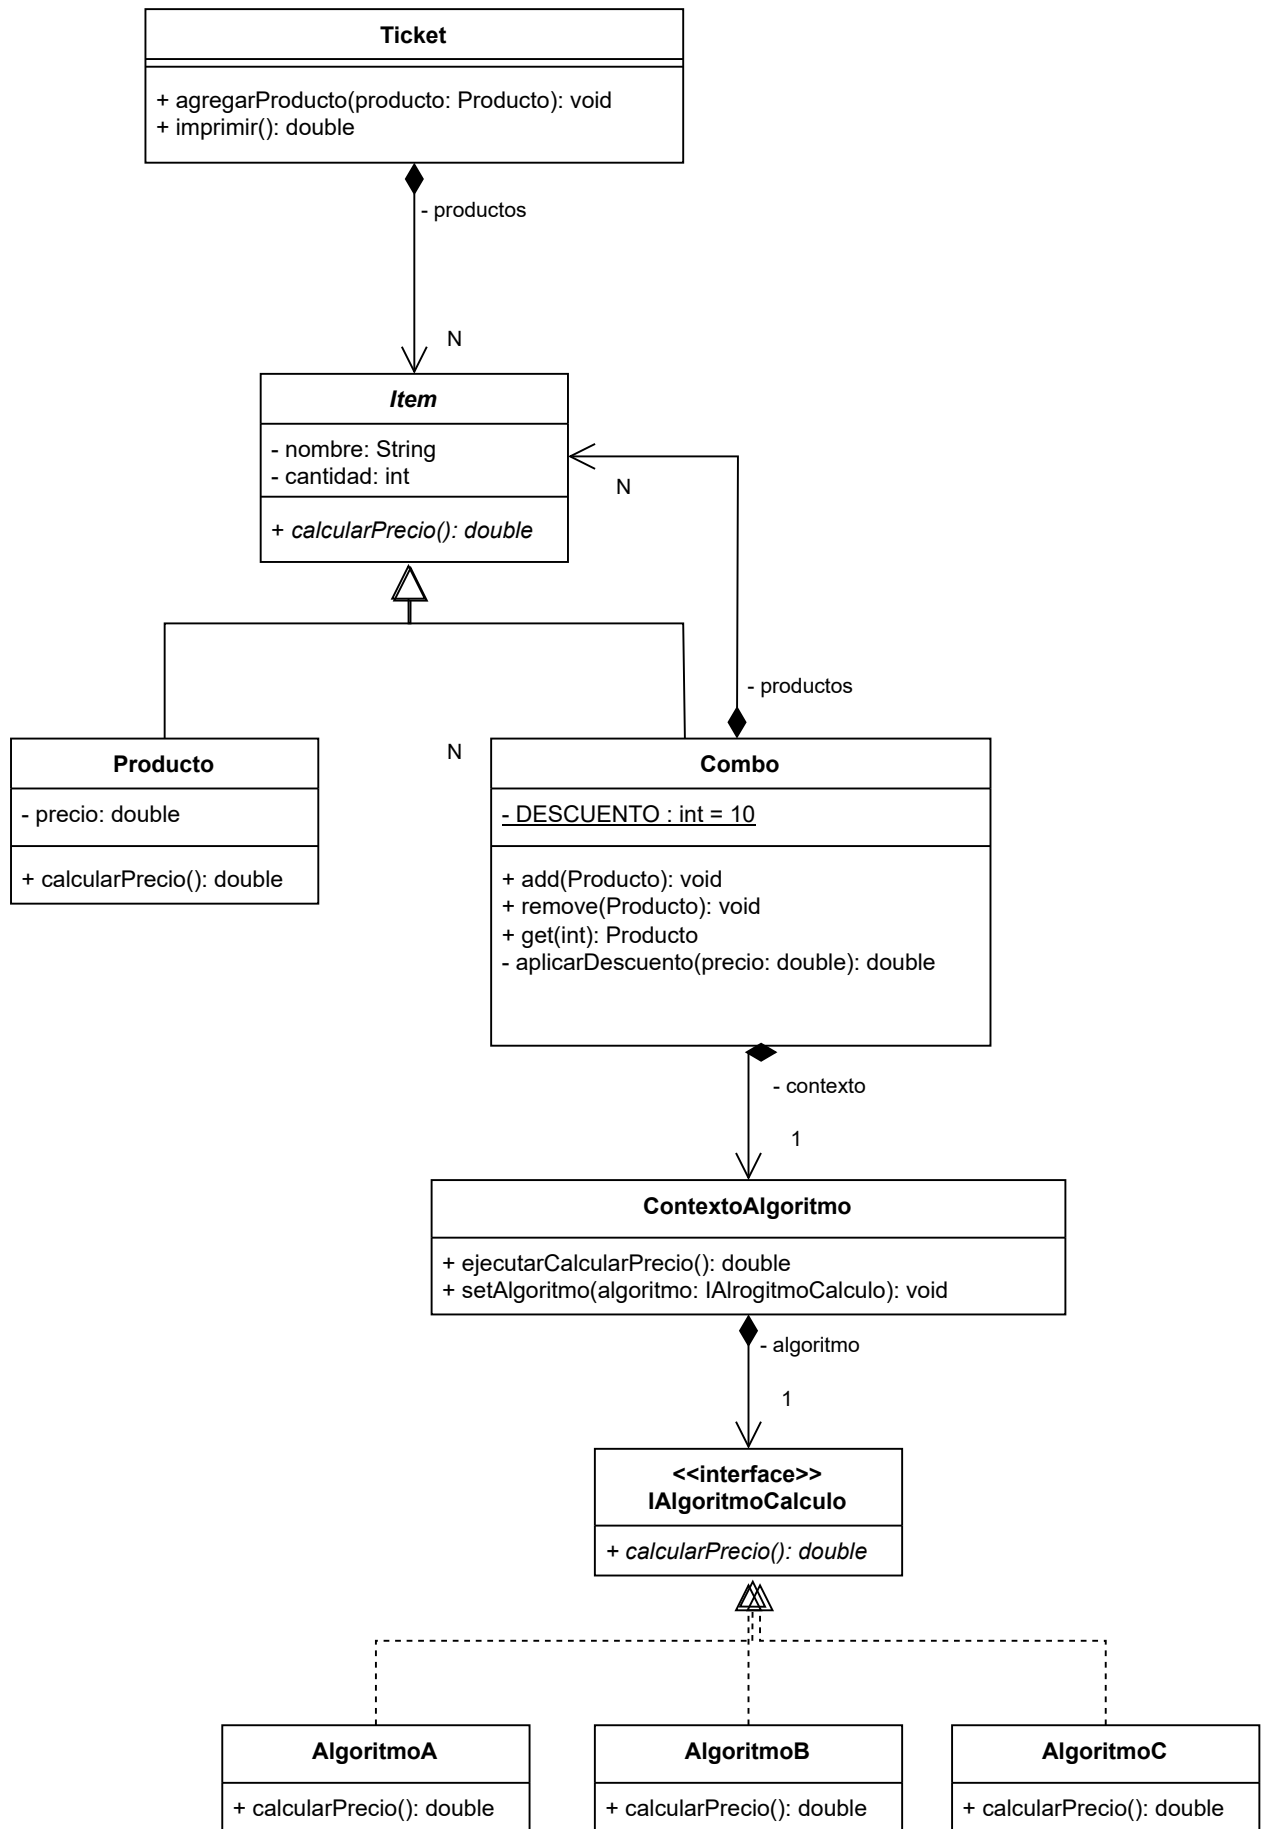 Ticket
+ agregarProducto(producto: Producto): void
+ imprimir(): double
- productos
N
Item
- nombre: String
- cantidad: int
N
+ calcularPrecio(): double
- productos
N
Producto
- precio: double
+ calcularPrecio(): double
Combo
- DESCUENTO : int = 10
+ add(Producto): void
+ remove(Producto): void
+ get(int): Producto
- aplicarDescuento(precio: double): double
- contexto
1
ContextoAlgoritmo
+ ejecutarCalcularPrecio(): double
+ setAlgoritmo(algoritmo: IAlrogitmoCalculo): void
- algoritmo
1
<<interface>>
IAlgoritmoCalculo
+ calcularPrecio(): double
AlgoritmoA
+ calcularPrecio(): double
AlgoritmoB
+ calcularPrecio(): double
AlgoritmoC
+ calcularPrecio(): double